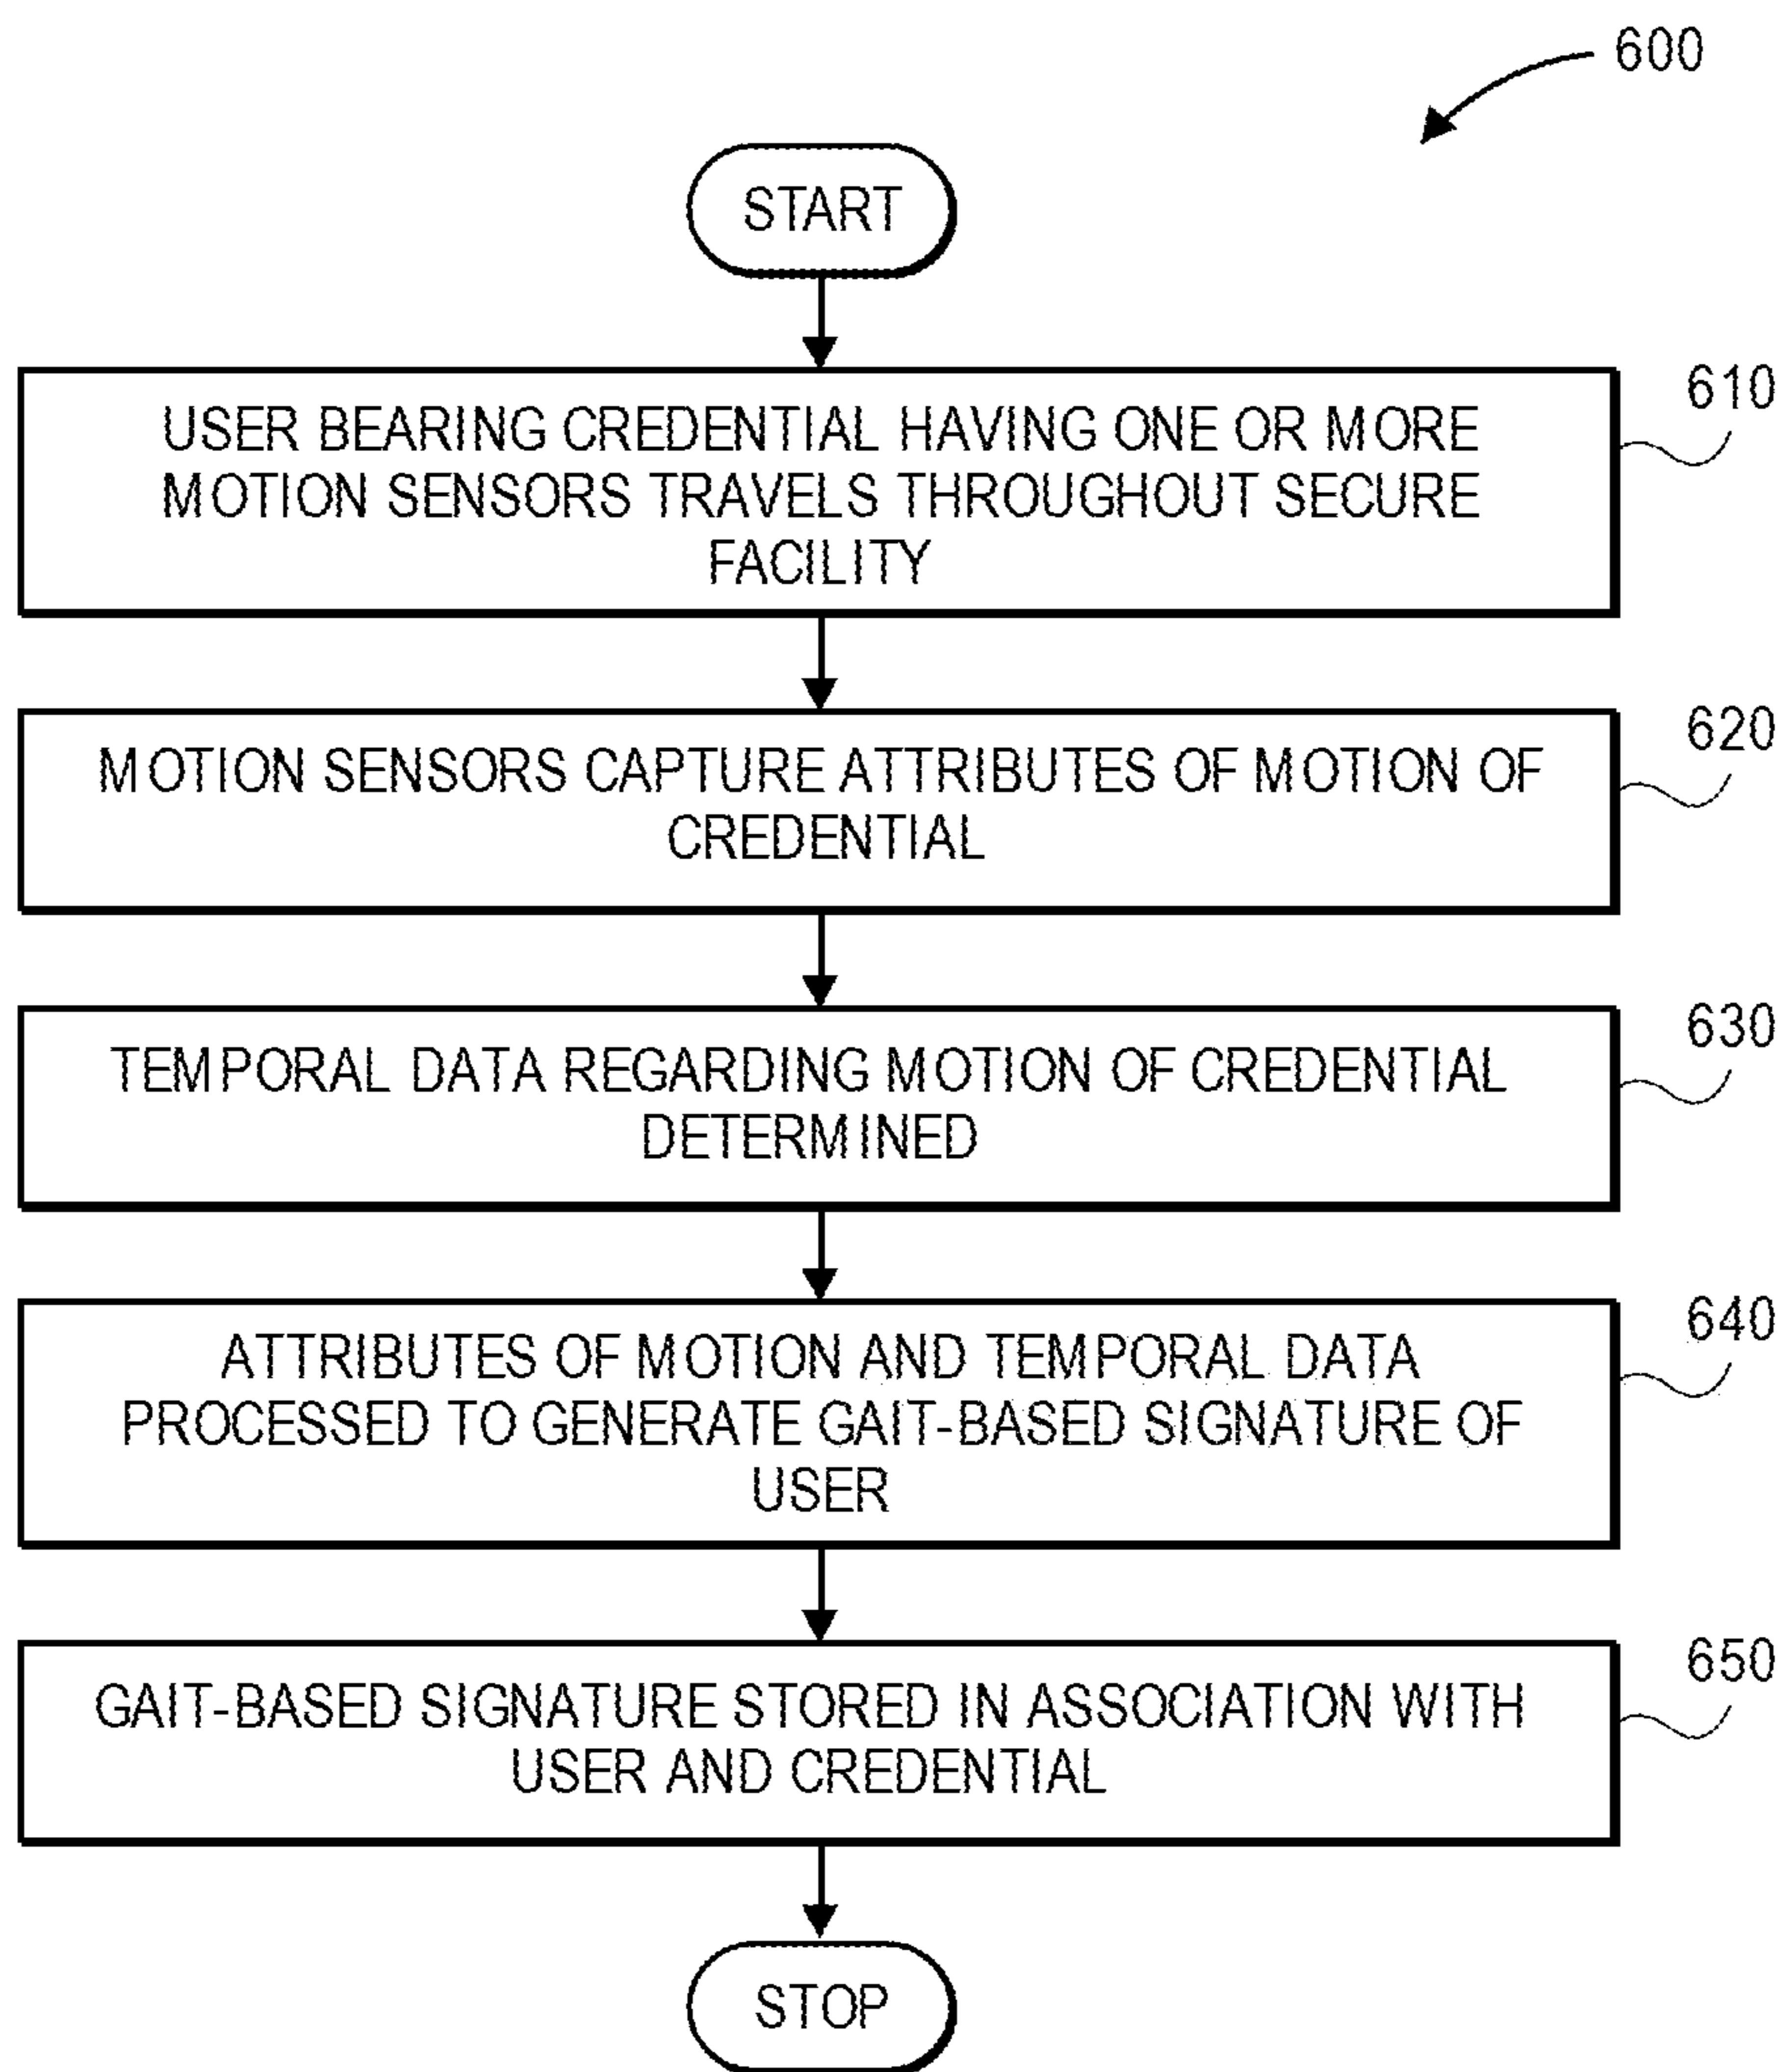 600
START
610
USER BEARING CREDENTIAL HAVING ONE OR MORE
MOTION SENSORS TRAVELS THROUGHOUT SECURE
FACILITY
620
MOTION SENSORS CAPTURE ATTRIBUTES OF MOTION OF
CREDENTIAL
630
TEMPORAL DATA REGARDING MOTION OF CREDENTIAL
DETERMINED
640
ATTRIBUTES OF MOTION AND TEMPORAL DATA
PROCESSED TO GENERATE GAIT-BASED SIGNATURE OF
USER
650
GAIT-BASED SIGNATURE STORED IN ASSOCIATION WITH
USER AND CREDENTIAL
STOP